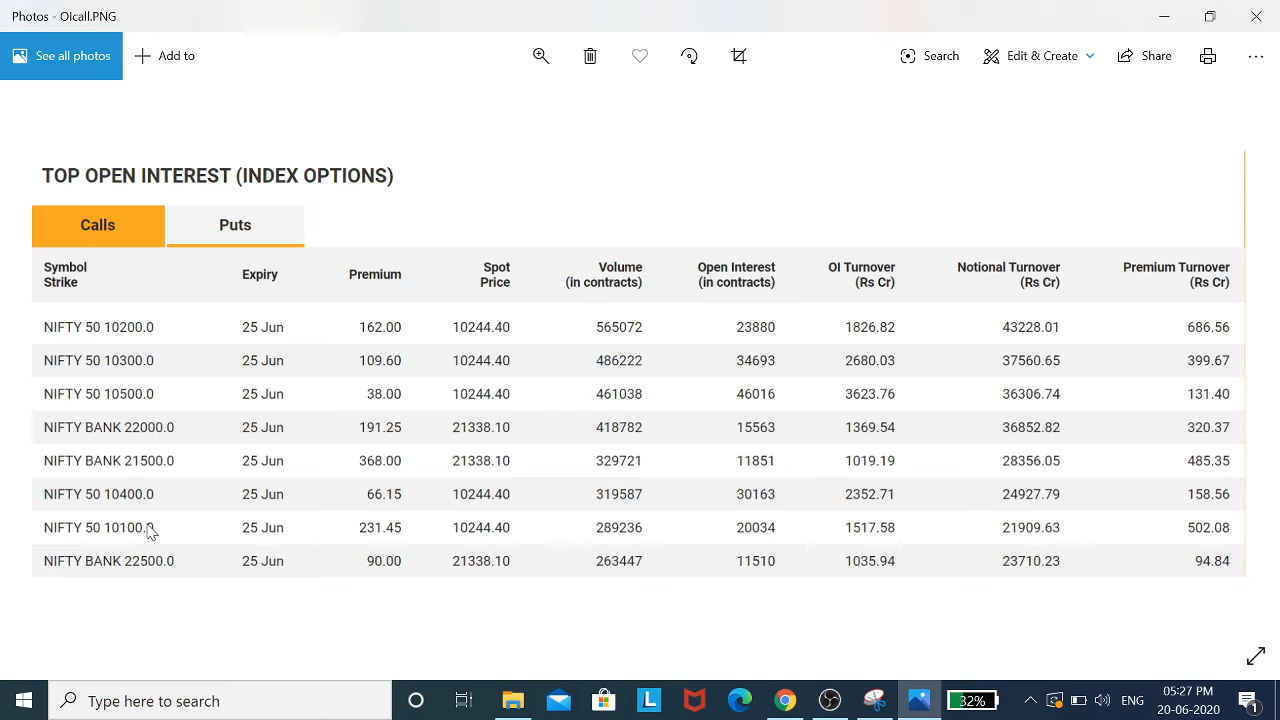 Photos - OIcall.PNG
See all photos
Add to
Search
Edit & Create
Share
TOP OPEN INTEREST (INDEX OPTIONS)
Calls Puts
Symbol Strike Expiry Premium Spot Price Volume (in contracts) Open Interest (in contracts) OI Turnover (Rs Cr) Notional Turnover (Rs Cr) Premium Turnover (Rs Cr)
NIFTY 50 10200.0 25 Jun 162.00 10244.40 565072 23880 1826.82 43228.01 686.56
NIFTY 50 10300.0 25 Jun 109.60 10244.40 486222 34693 2680.03 37560.65 399.67
NIFTY 50 10500.0 25 Jun 38.00 10244.40 461038 46016 3623.76 36306.74 131.40
NIFTY BANK 22000.0 25 Jun 191.25 21338.10 418782 15563 1369.54 36852.82 320.37
NIFTY BANK 21500.0 25 Jun 368.00 21338.10 329721 11851 1019.19 28356.05 485.35
NIFTY 50 10400.0 25 Jun 66.15 10244.40 319587 30163 2352.71 24927.79 158.56
NIFTY 50 10100.0 25 Jun 231.45 10244.40 289236 20034 1517.58 21909.63 502.08
NIFTY BANK 22500.0 25 Jun 90.00 21338.10 263447 11510 1035.94 23710.23 94.84
Type here to search
L
32%
ENG
05:27 PM
20-06-2020
1